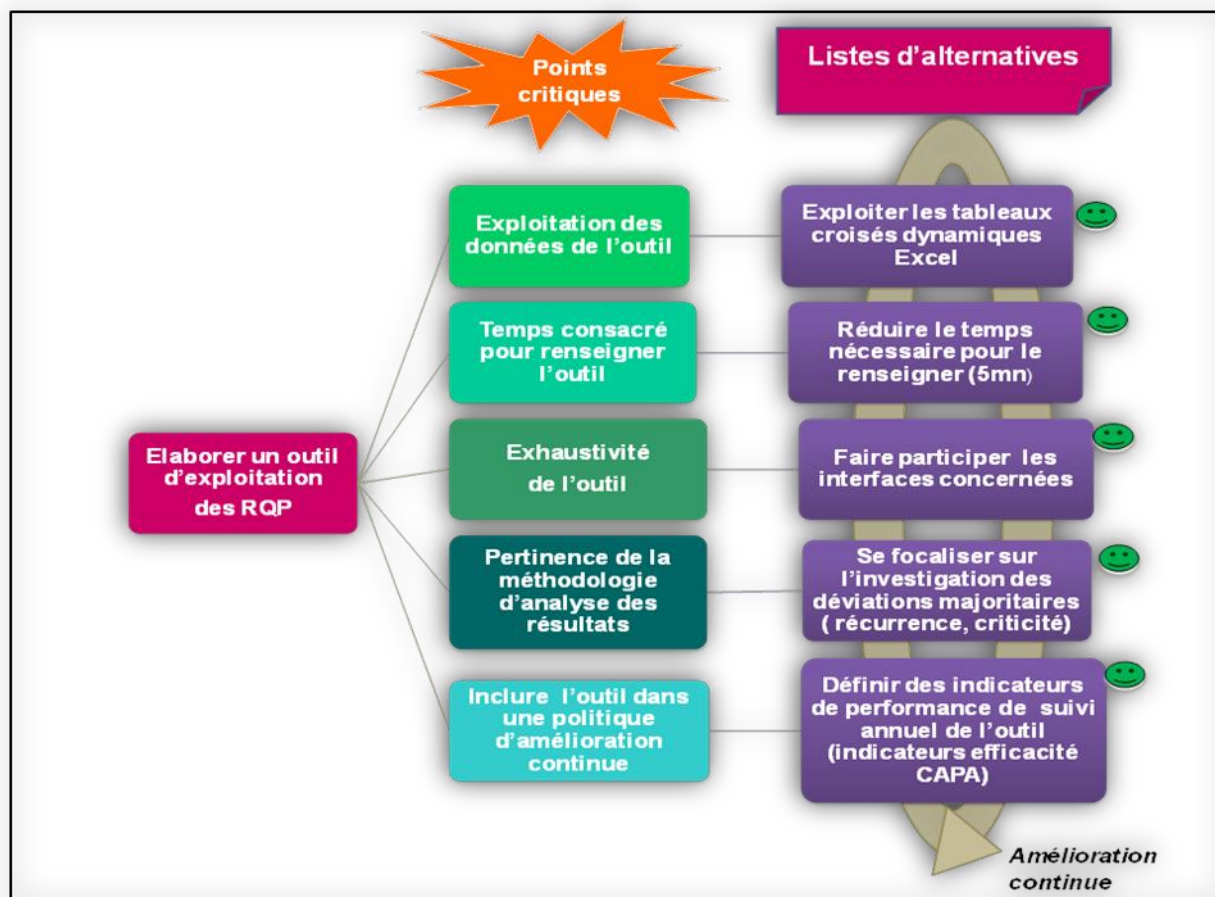 Points
critiques
Listes d'alternatives
Elaborer un outil
d'exploitation
des RQP
Exploitation des
données de l'outil
Exploiter les tableaux
croisés dynamiques
Excel
Temps consacré
pour renseigner
l'outil
Réduire le temps
nécessaire pour le
renseigner (5mn)
Exhaustivité
de l'outil
Faire participer les
interfaces concernées
Pertinence de la
méthodologie
d'analyse des
résultats
Se focaliser sur
l'investigation des
déviations majoritaires
( récurrence, criticité)
Inclure l'outil dans
une politique
d'amélioration
continue
Définir des indicateurs
de performance de suivi
annuel de l'outil
(indicateurs efficacité
CAPA)
Amélioration
continue